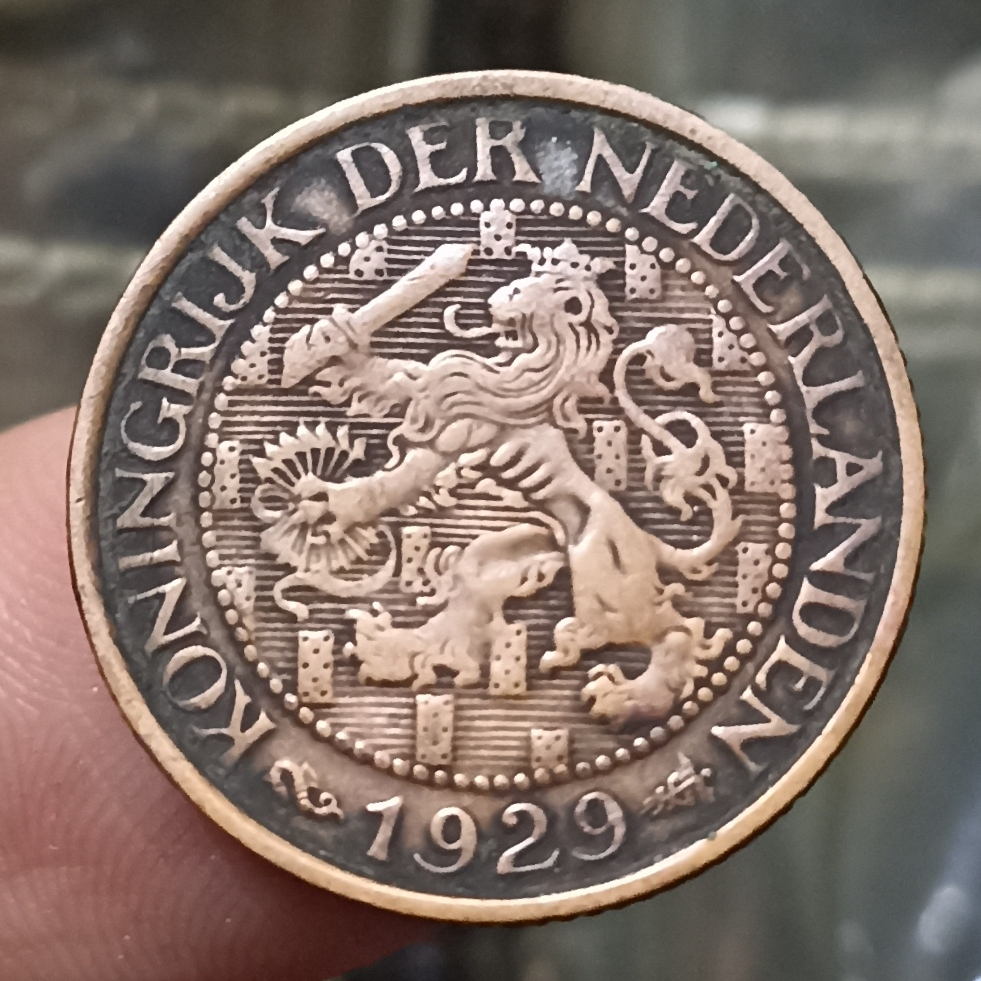 KONINGRIJK DER NEDERLANDEN
1929